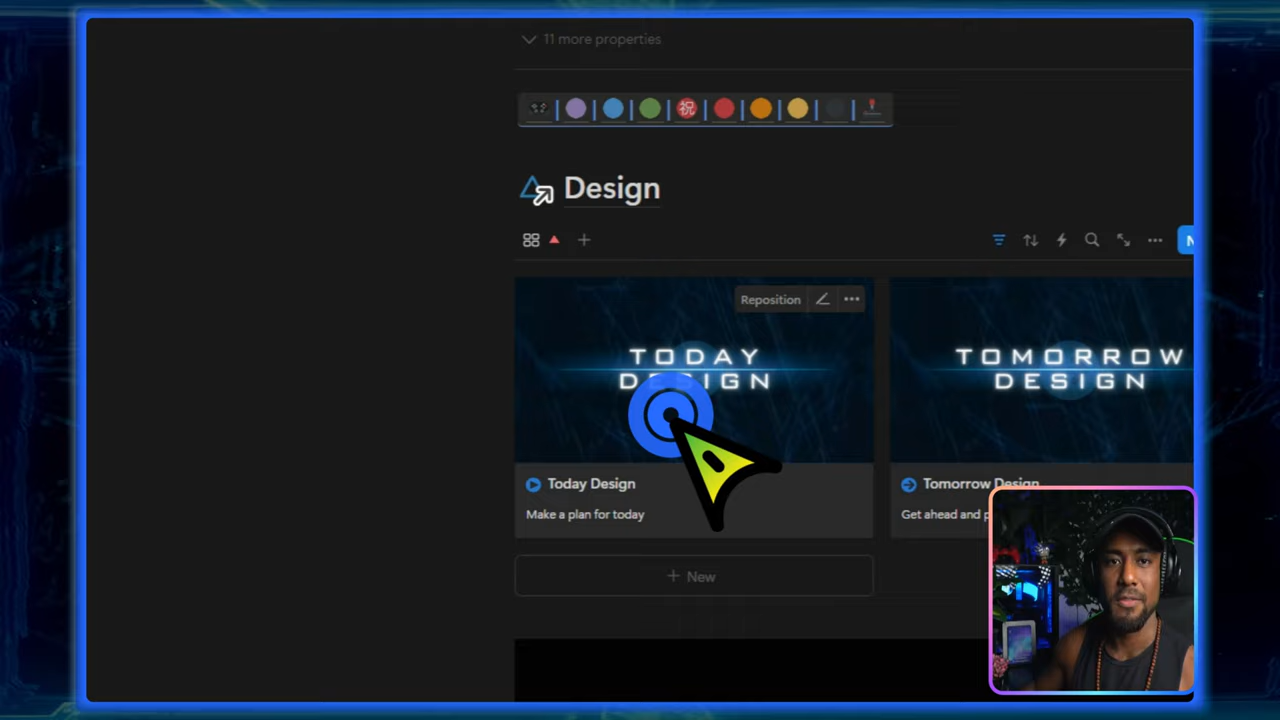 11 more properties
祝
Design
Reposition
TODAY
DESIGN
TOMORROW
DESIGN
Today Design
Make a plan for today
Tomorrow Design
Get ahead and p
New